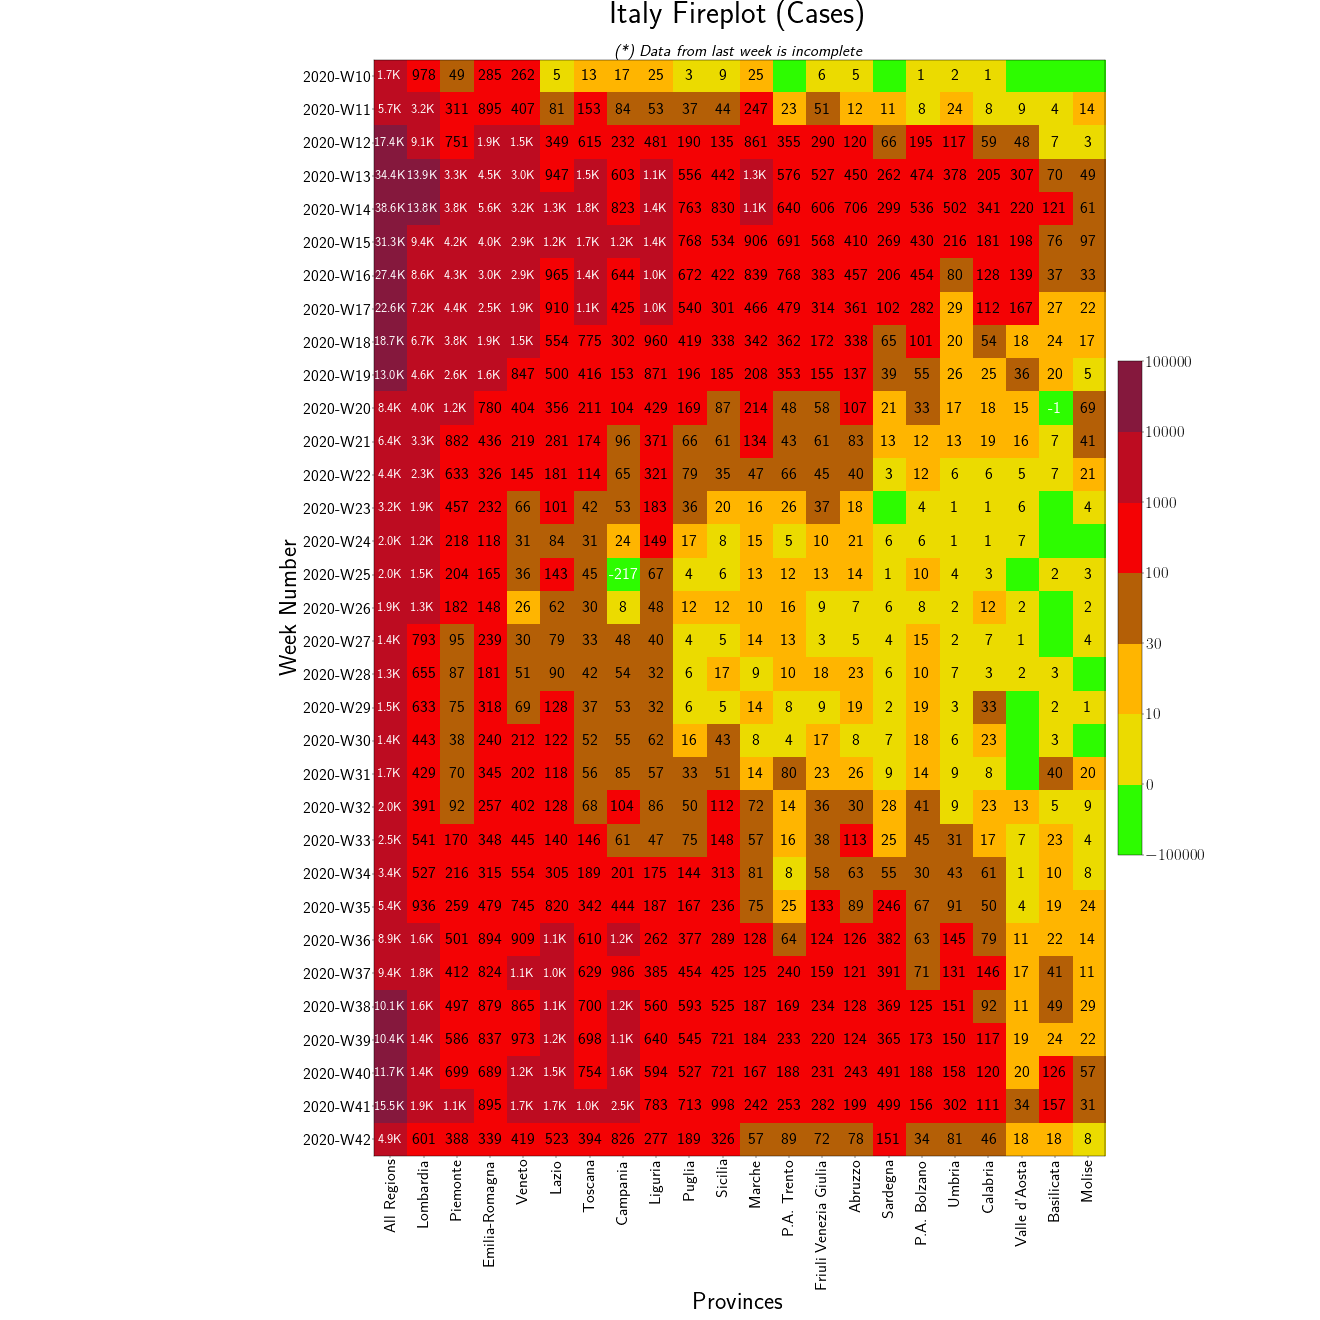 Italy Fireplot (Cases)
(*) Data from last week is incomplete
2020-W10 1.7K 978 49 285 262 5 13 17 25 3 9 25 6 5 1 2 1
2020-W11 5.7K 3.2K 311 895 407 81 153 84 53 37 44 247 23 51 12 11 8 24 8 9 4 14
2020-W12 17.4K 9.1K 751 1.9K 1.5K 349 615 232 481 190 135 861 355 290 120 66 195 117 59 48 7 3
2020-W13 34.4K 13.9K 3.3K 4.5K 3.0K 947 1.5K 603 1.1K 556 442 1.3K 576 527 450 262 474 378 205 307 70 49
2020-W14 38.6K 13.8K 3.8K 5.6K 3.2K 1.3K 1.8K 823 1.4K 763 830 1.1K 640 606 706 299 536 502 341 220 121 61
2020-W15 31.3K 9.4K 4.2K 4.0K 2.9K 1.2K 1.7K 1.2K 1.4K 768 534 906 691 568 410 269 430 216 181 198 76 97
2020-W16 27.4K 8.6K 4.3K 3.0K 2.9K 965 1.4K 644 1.0K 672 422 839 768 383 457 206 454 80 128 139 37 33
2020-W17 22.6K 7.2K 4.4K 2.5K 1.9K 910 1.1K 425 1.0K 540 301 466 479 314 361 102 282 29 112 167 27 22
2020-W18 18.7K 6.7K 3.8K 1.9K 1.5K 554 775 302 960 419 338 342 362 172 338 65 101 20 54 18 24 17
2020-W19 13.0K 4.6K 2.6K 1.6K 847 500 416 153 871 196 185 208 353 155 137 39 55 26 25 36 20 5
2020-W20 8.4K 4.0K 1.2K 780 404 356 211 104 429 169 87 214 48 58 107 21 33 17 18 15 -1 69
2020-W21 6.4K 3.3K 882 436 219 281 174 96 371 66 61 134 43 61 83 13 12 13 19 16 7 41
2020-W22 4.4K 2.3K 633 326 145 181 114 65 321 79 35 47 66 45 40 3 12 6 6 5 7 21
2020-W23 3.2K 1.9K 457 232 66 101 42 53 183 36 20 16 26 37 18 4 1 1 6 4
2020-W24 2.0K 1.2K 218 118 31 84 31 24 149 17 8 15 5 10 21 6 6 1 1 7
2020-W25 2.0K 1.5K 204 165 36 143 45 -217 67 4 6 13 12 13 14 1 10 4 3 2 3
2020-W26 1.9K 1.3K 182 148 26 62 30 8 48 12 12 10 16 9 7 6 8 2 12 2 2
2020-W27 1.4K 793 95 239 30 79 33 48 40 4 5 14 13 3 5 4 15 2 7 1 4
2020-W28 1.3K 655 87 181 51 90 42 54 32 6 17 9 10 18 23 6 10 7 3 2 3
2020-W29 1.5K 633 75 318 69 128 37 53 32 6 5 14 8 9 19 2 19 3 33 2 1
2020-W30 1.4K 443 38 240 212 122 52 55 62 16 43 8 4 17 8 7 18 6 23 3
2020-W31 1.7K 429 70 345 202 118 56 85 57 33 51 14 80 23 26 9 14 9 8 40 20
2020-W32 2.0K 391 92 257 402 128 68 104 86 50 112 72 14 36 30 28 41 9 23 13 5 9
2020-W33 2.5K 541 170 348 445 140 146 61 47 75 148 57 16 38 113 25 45 31 17 7 23 4
2020-W34 3.4K 527 216 315 554 305 189 201 175 144 313 81 8 58 63 55 30 43 61 1 10 8
2020-W35 5.4K 936 259 479 745 820 342 444 187 167 236 75 25 133 89 246 67 91 50 4 19 24
2020-W36 8.9K 1.6K 501 894 909 1.1K 610 1.2K 262 377 289 128 64 124 126 382 63 145 79 11 22 14
2020-W37 9.4K 1.8K 412 824 1.1K 1.0K 629 986 385 454 425 125 240 159 121 391 71 131 146 17 41 11
2020-W38 10.1K 1.6K 497 879 865 1.1K 700 1.2K 560 593 525 187 169 234 128 369 125 151 92 11 49 29
2020-W39 10.4K 1.4K 586 837 973 1.2K 698 1.1K 640 545 721 184 233 220 124 365 173 150 117 19 24 22
2020-W40 11.7K 1.4K 699 689 1.2K 1.5K 754 1.6K 594 527 721 167 188 231 243 491 188 158 120 20 126 57
2020-W41 15.5K 1.9K 1.1K 895 1.7K 1.7K 1.0K 2.5K 783 713 998 242 253 282 199 499 156 302 111 34 157 31
2020-W42 4.9K 601 388 339 419 523 394 826 277 189 326 57 89 72 78 151 34 81 46 18 18 8
Week Number
All Regions
Lombardia
Piemonte
Emilia-Romagna
Veneto
Lazio
Toscana
Campania
Liguria
Puglia
Sicilia
Marche
P.A. Trento
Friuli Venezia Giulia
Abruzzo
Sardegna
P.A. Bolzano
Umbria
Calabria
Valle d'Aosta
Basilicata
Molise
Provinces
100000
10000
1000
100
30
10
0
−100000